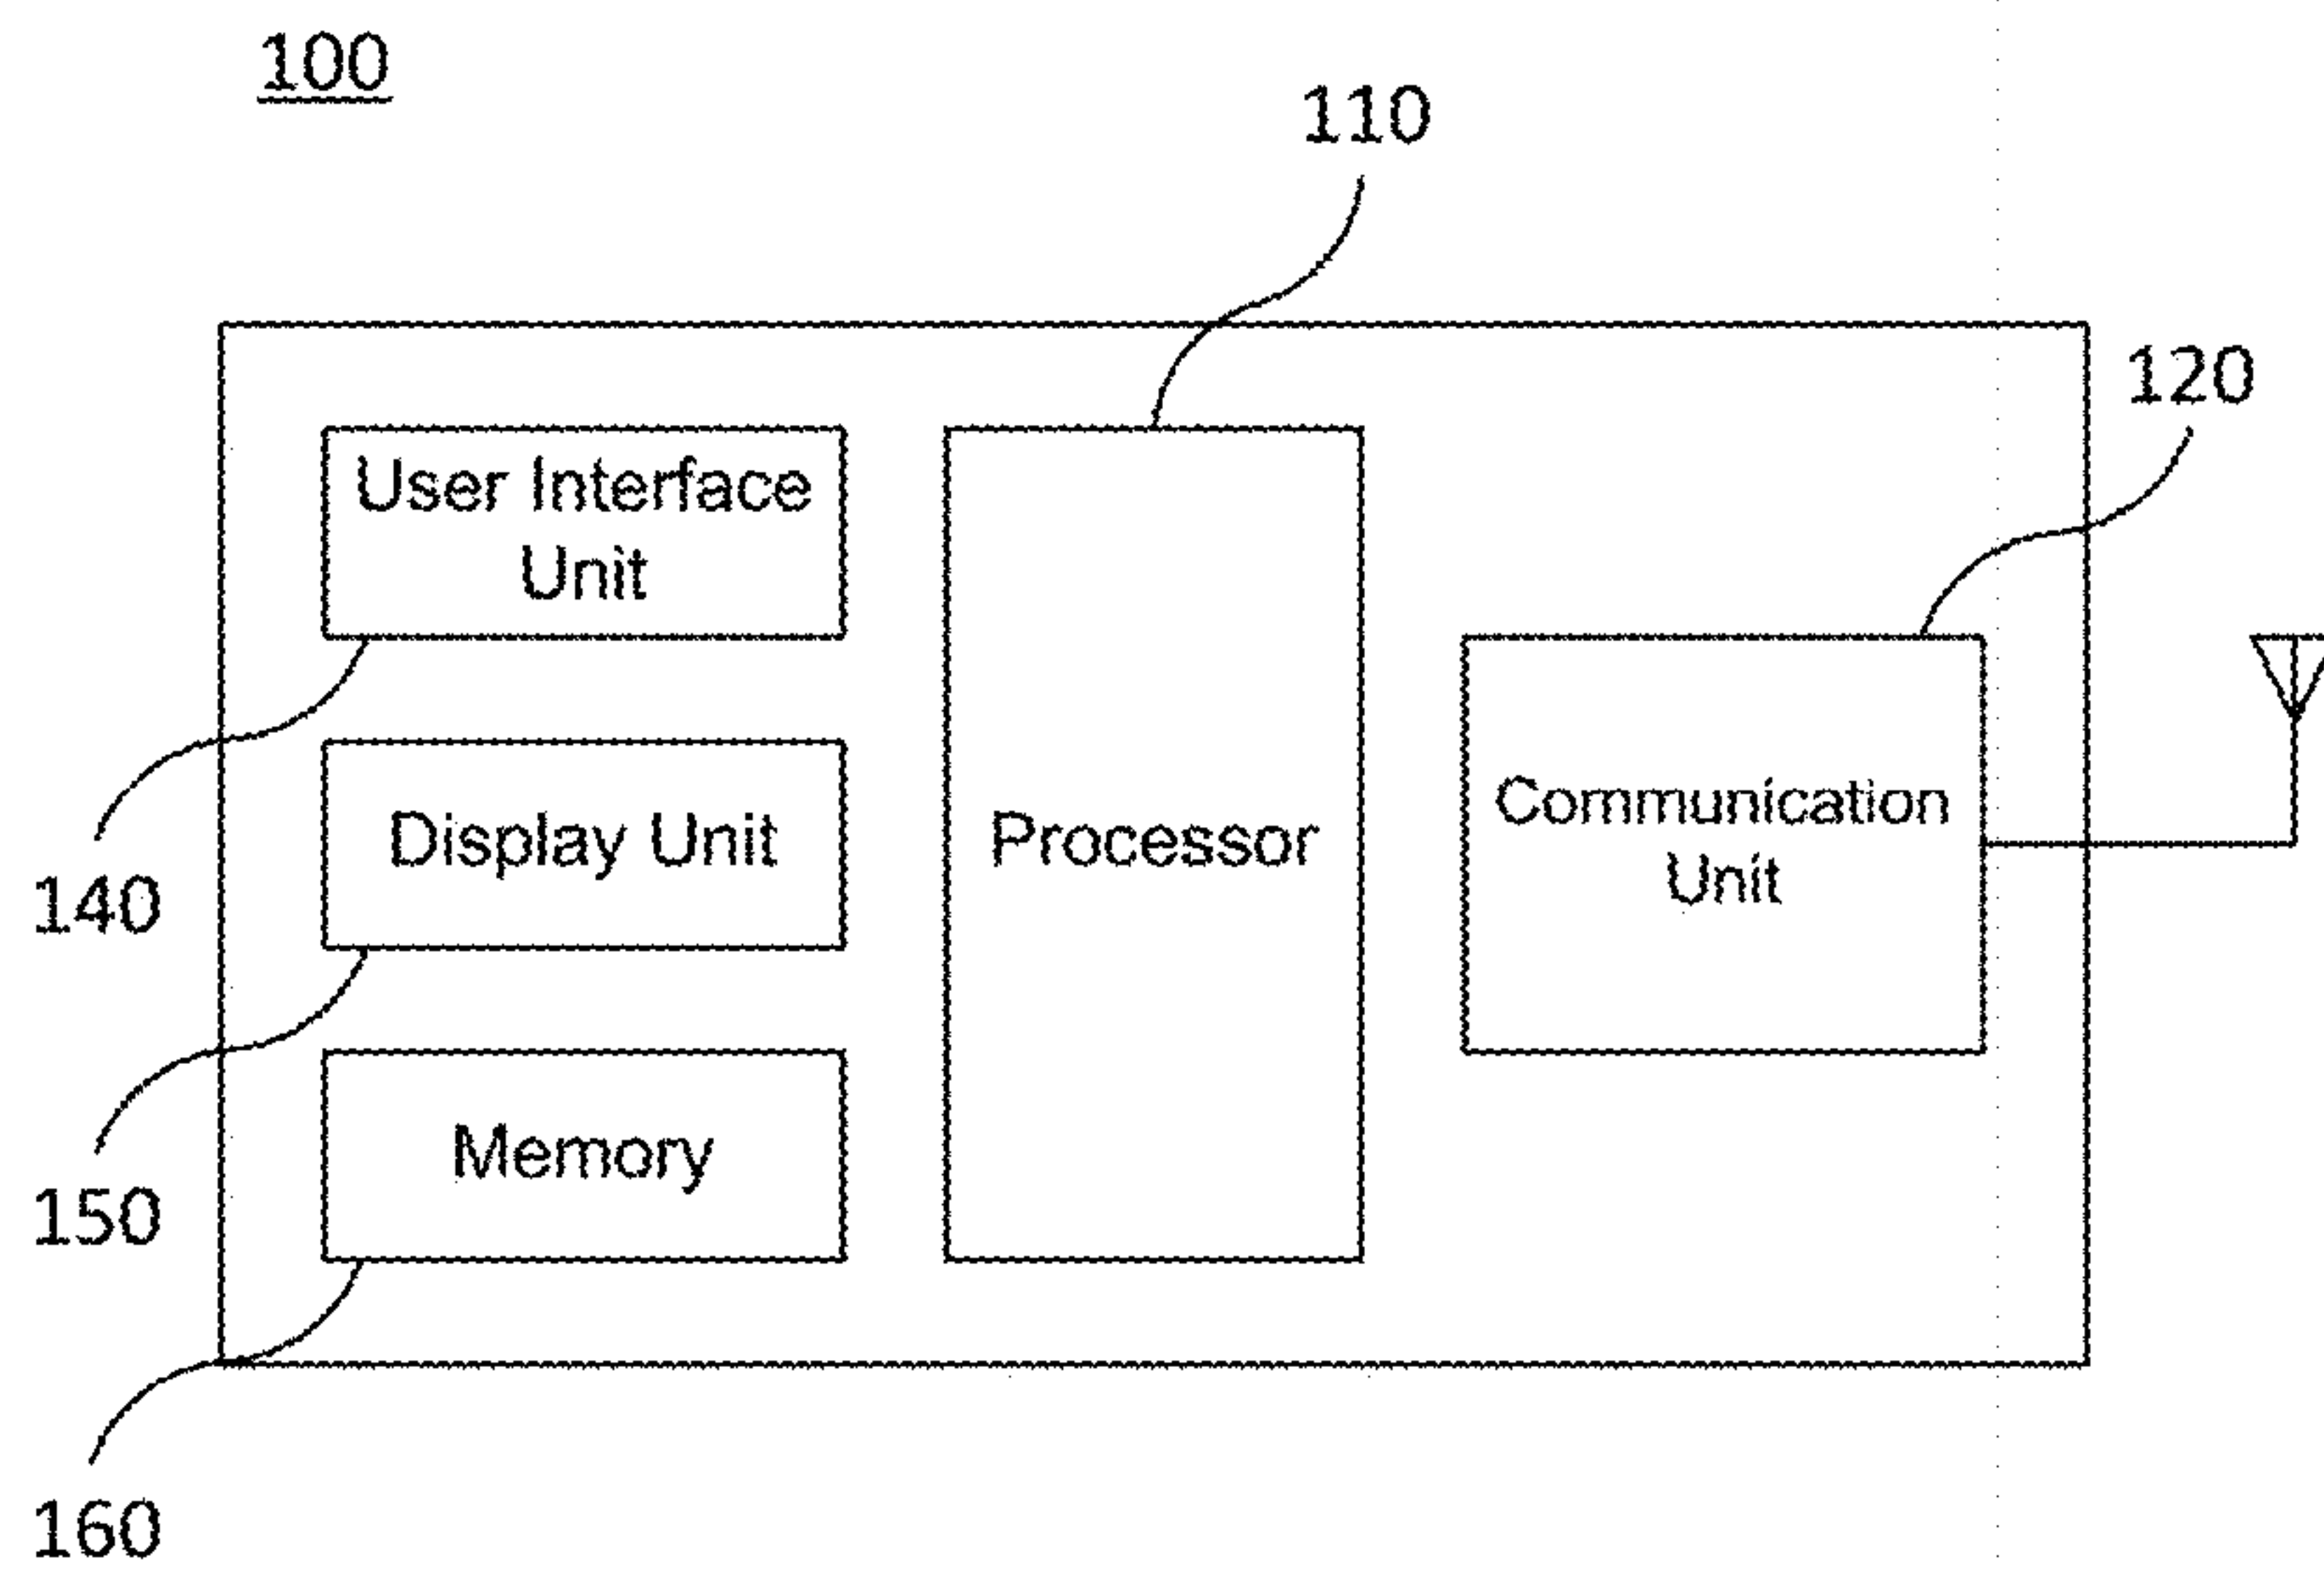 100
110
120
User Interface
Unit
140
Display Unit
Processor
Communication
Unit
150
Memory
160